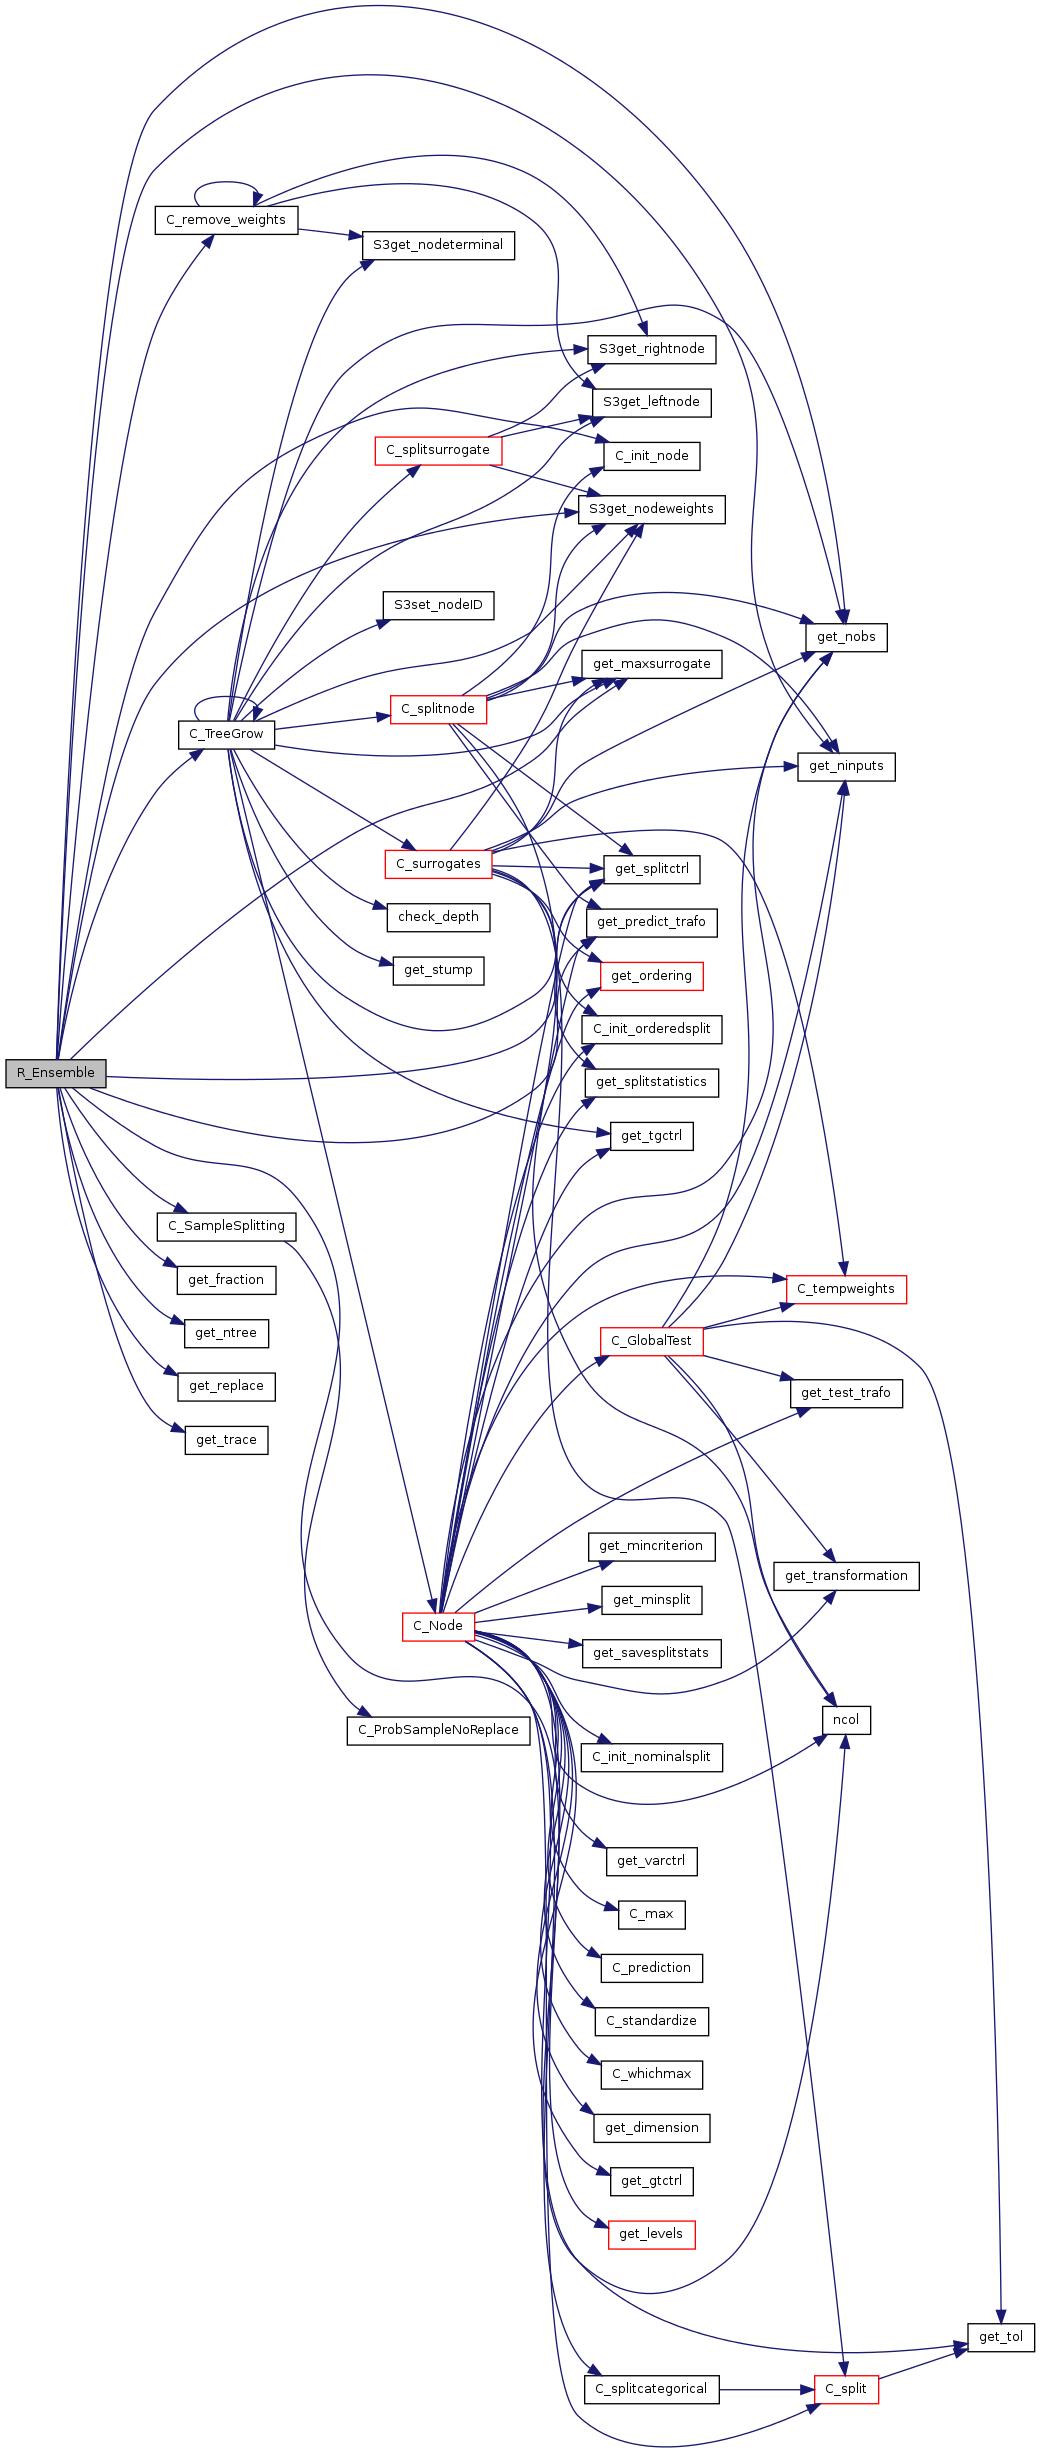 C_remove_weights
S3get_nodeterminal
S3get_rightnode
S3get_leftnode
C_splitsurrogate
C_init_node
S3get_nodeweights
S3set_nodeID
get_nobs
get_maxsurrogate
C_splitnode
C_TreeGrow
get_ninputs
C_surrogates
get_splitctrl
check_depth
get_predict_trafo
get_stump
get_ordering
C_init_orderedsplit
R_Ensemble
get_splitstatistics
get_tgctrl
C_SampleSplitting
get_fraction
C_tempweights
get_ntree
C_GlobalTest
get_replace
get_test_trafo
get_trace
get_mincriterion
get_transformation
get_minsplit
C_Node
get_savesplitstats
ncol
C_ProbSampleNoReplace
C_init_nominalsplit
get_varctrl
C_max
C_prediction
C_standardize
C_whichmax
get_dimension
get_gtctrl
get_levels
get_tol
C_splitcategorical
C_split